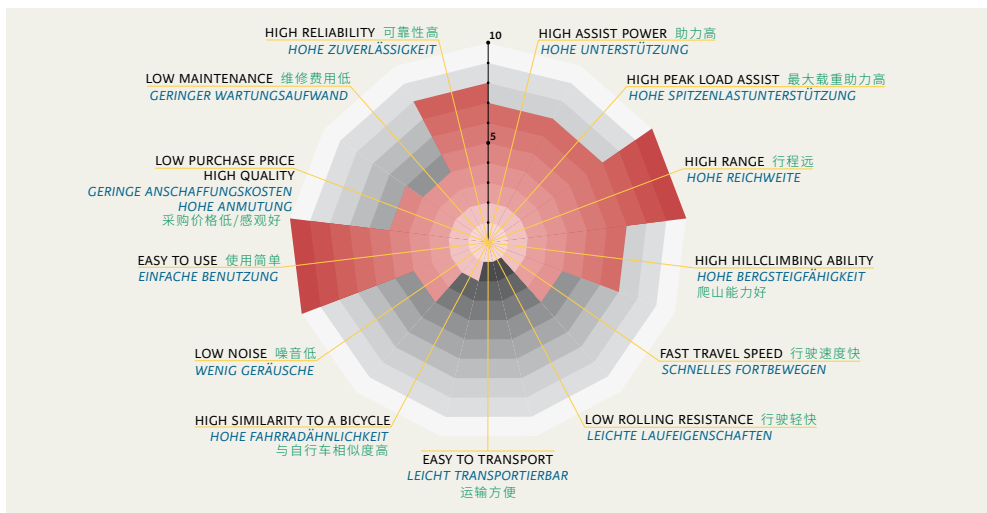 10
5
HIGH RELIABILITY 可靠性高
HOHE ZUVERLÄSSIGKEIT
LOW MAINTENANCE 维修费用低
GERINGER WARTUNGSAUFWAND
LOW PURCHASE PRICE
HIGH QUALITY
GERINGE ANSCHAFFUNGSKOSTEN
HOHE ANMUTUNG
采购价格低/感观好
EASY TO USE 使用简单
EINFACHE BENUTZUNG
LOW NOISE 噪音低
WENIG GERÄUSCHE
HIGH SIMILARITY TO A BICYCLE
HOHE FAHRRADÄHNLICHKEIT
与自行车相似度高
EASY TO TRANSPORT
LEICHT TRANSPORTIERBAR
运输方便
HIGH ASSIST POWER 助力高
HOHE UNTERSTÜTZUNG
HIGH PEAK LOAD ASSIST 最大载重助力高
HOHE SPITZENLASTUNTERSTÜTZUNG
HIGH RANGE 行程远
HOHE REICHWEITE
HIGH HILLCLIMBING ABILITY
HOHE BERGSTEIGFÄHIGKEIT
爬山能力好
FAST TRAVEL SPEED 行驶速度快
SCHNELLES FORTBEWEGEN
LOW ROLLING RESISTANCE 行驶轻快
LEICHTE LAUFEIGENSCHAFTEN